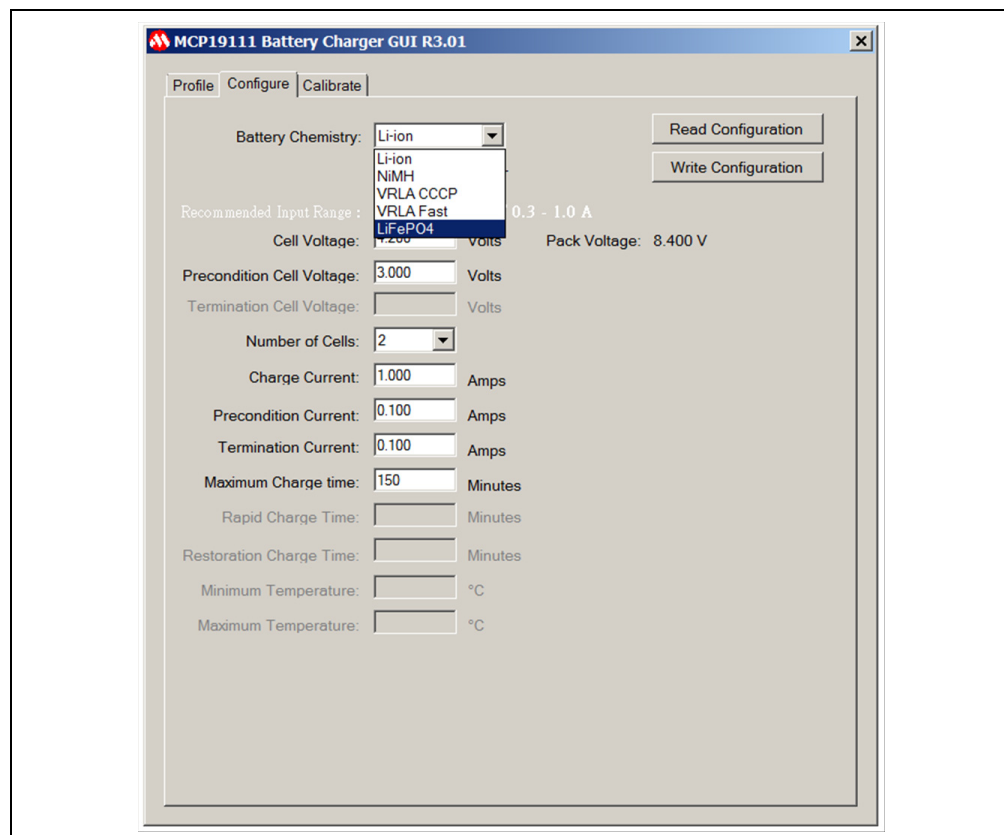 MCP19111 Battery Charger GUI R3.01
Profile Configure Calibrate
Battery Chemistry: Li-ion Read Configuration
Li-ion
NiMH Write Configuration
VRLA CCCP
Recommended Input Range : VRLA Fast 0.3 - 1.0 A
LiFePO4
Cell Voltage: 4.200 Volts Pack Voltage: 8.400 V
Precondition Cell Voltage: 3.000 Volts
Termination Cell Voltage: Volts
Number of Cells: 2
Charge Current: 1.000 Amps
Precondition Current: 0.100 Amps
Termination Current: 0.100 Amps
Maximum Charge time: 150 Minutes
Rapid Charge Time: Minutes
Restoration Charge Time: Minutes
Minimum Temperature: °C
Maximum Temperature: °C